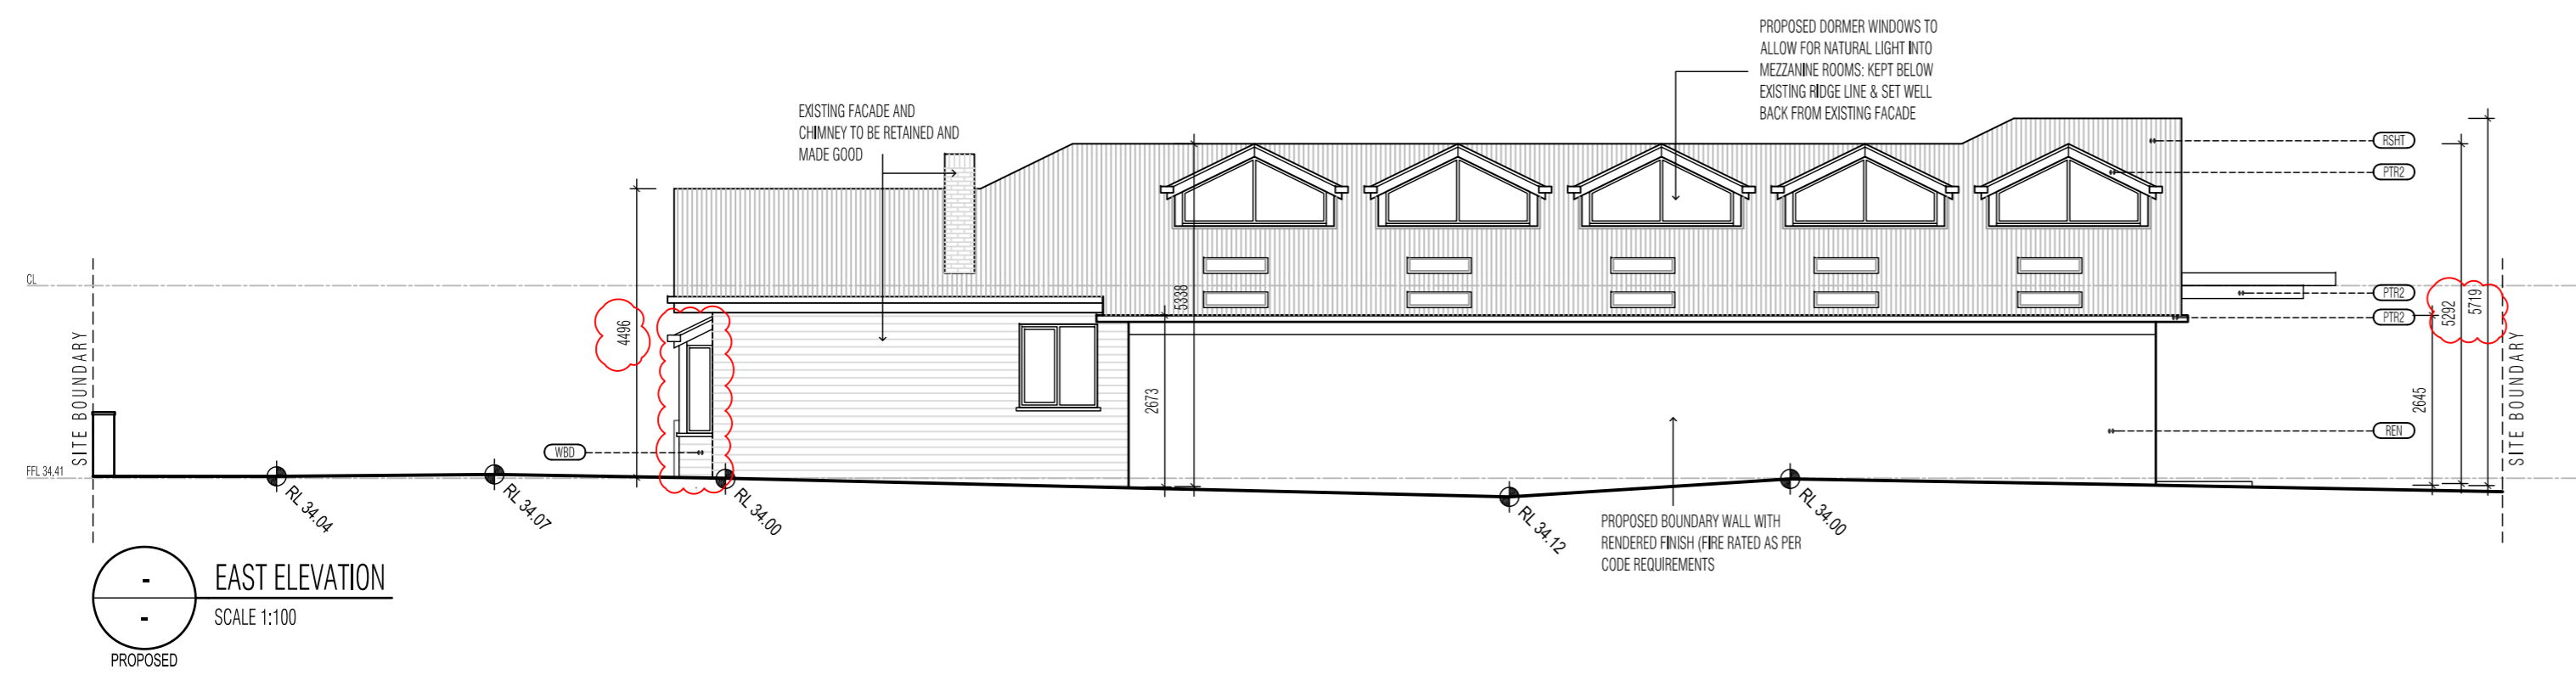 PROPOSED DORMER WINDOWS TO
ALLOW FOR NATURAL LIGHT INTO
MEZZANINE ROOMS: KEPT BELOW
EXISTING RIDGE LINE & SET WELL
BACK FROM EXISTING FACADE
EXISTING FACADE AND
CHIMNEY TO BE RETAINED AND
MADE GOOD
RSHT
PTR2
PTR2
PTR2
REN
WBD
CL
FFL 34.41
SITE BOUNDARY
4496
5338
2673
2645
5292
5719
SITE BOUNDARY
RL 34.04
RL 34.07
RL 34.00
RL 34.12
RL 34.00
PROPOSED BOUNDARY WALL WITH
RENDERED FINISH (FIRE RATED AS PER
CODE REQUIREMENTS
-
-
EAST ELEVATION
SCALE 1:100
PROPOSED